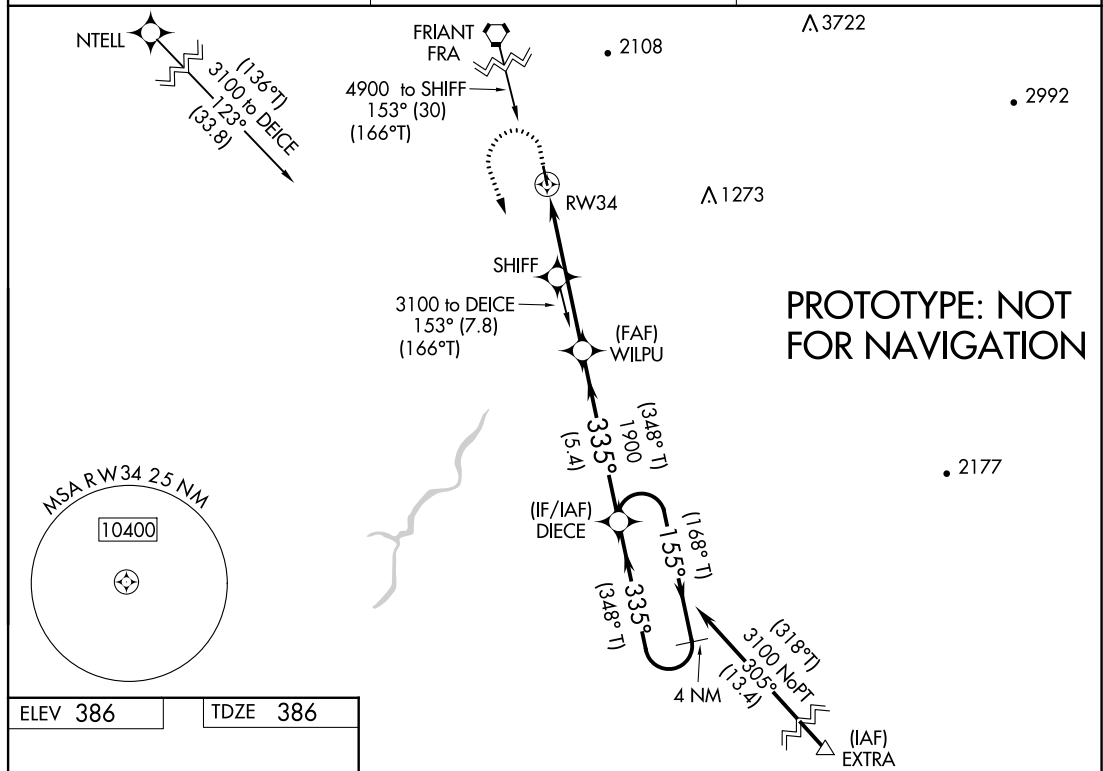 NTELL
(136°T)
3100 to DEICE
123°
(33.8)
FRIANT
FRA
4900 to SHIFF
153° (30)
(166°T)
2108
3722
2992
RW34
1273
SHIFF
3100 to DEICE
153° (7.8)
(166°T)
(FAF)
WILPU
PROTOTYPE: NOT
FOR NAVIGATION
(348° T)
1900
335°
(5.4)
2177
(IF/IAF)
DIECE
(168° T)
155°
335°
(348° T)
4 NM
(318°T)
3100 NoPT
305°
(13.4)
(IAF)
EXTRA
MSA RW34 25 NM
10400
ELEV 386
TDZE 386